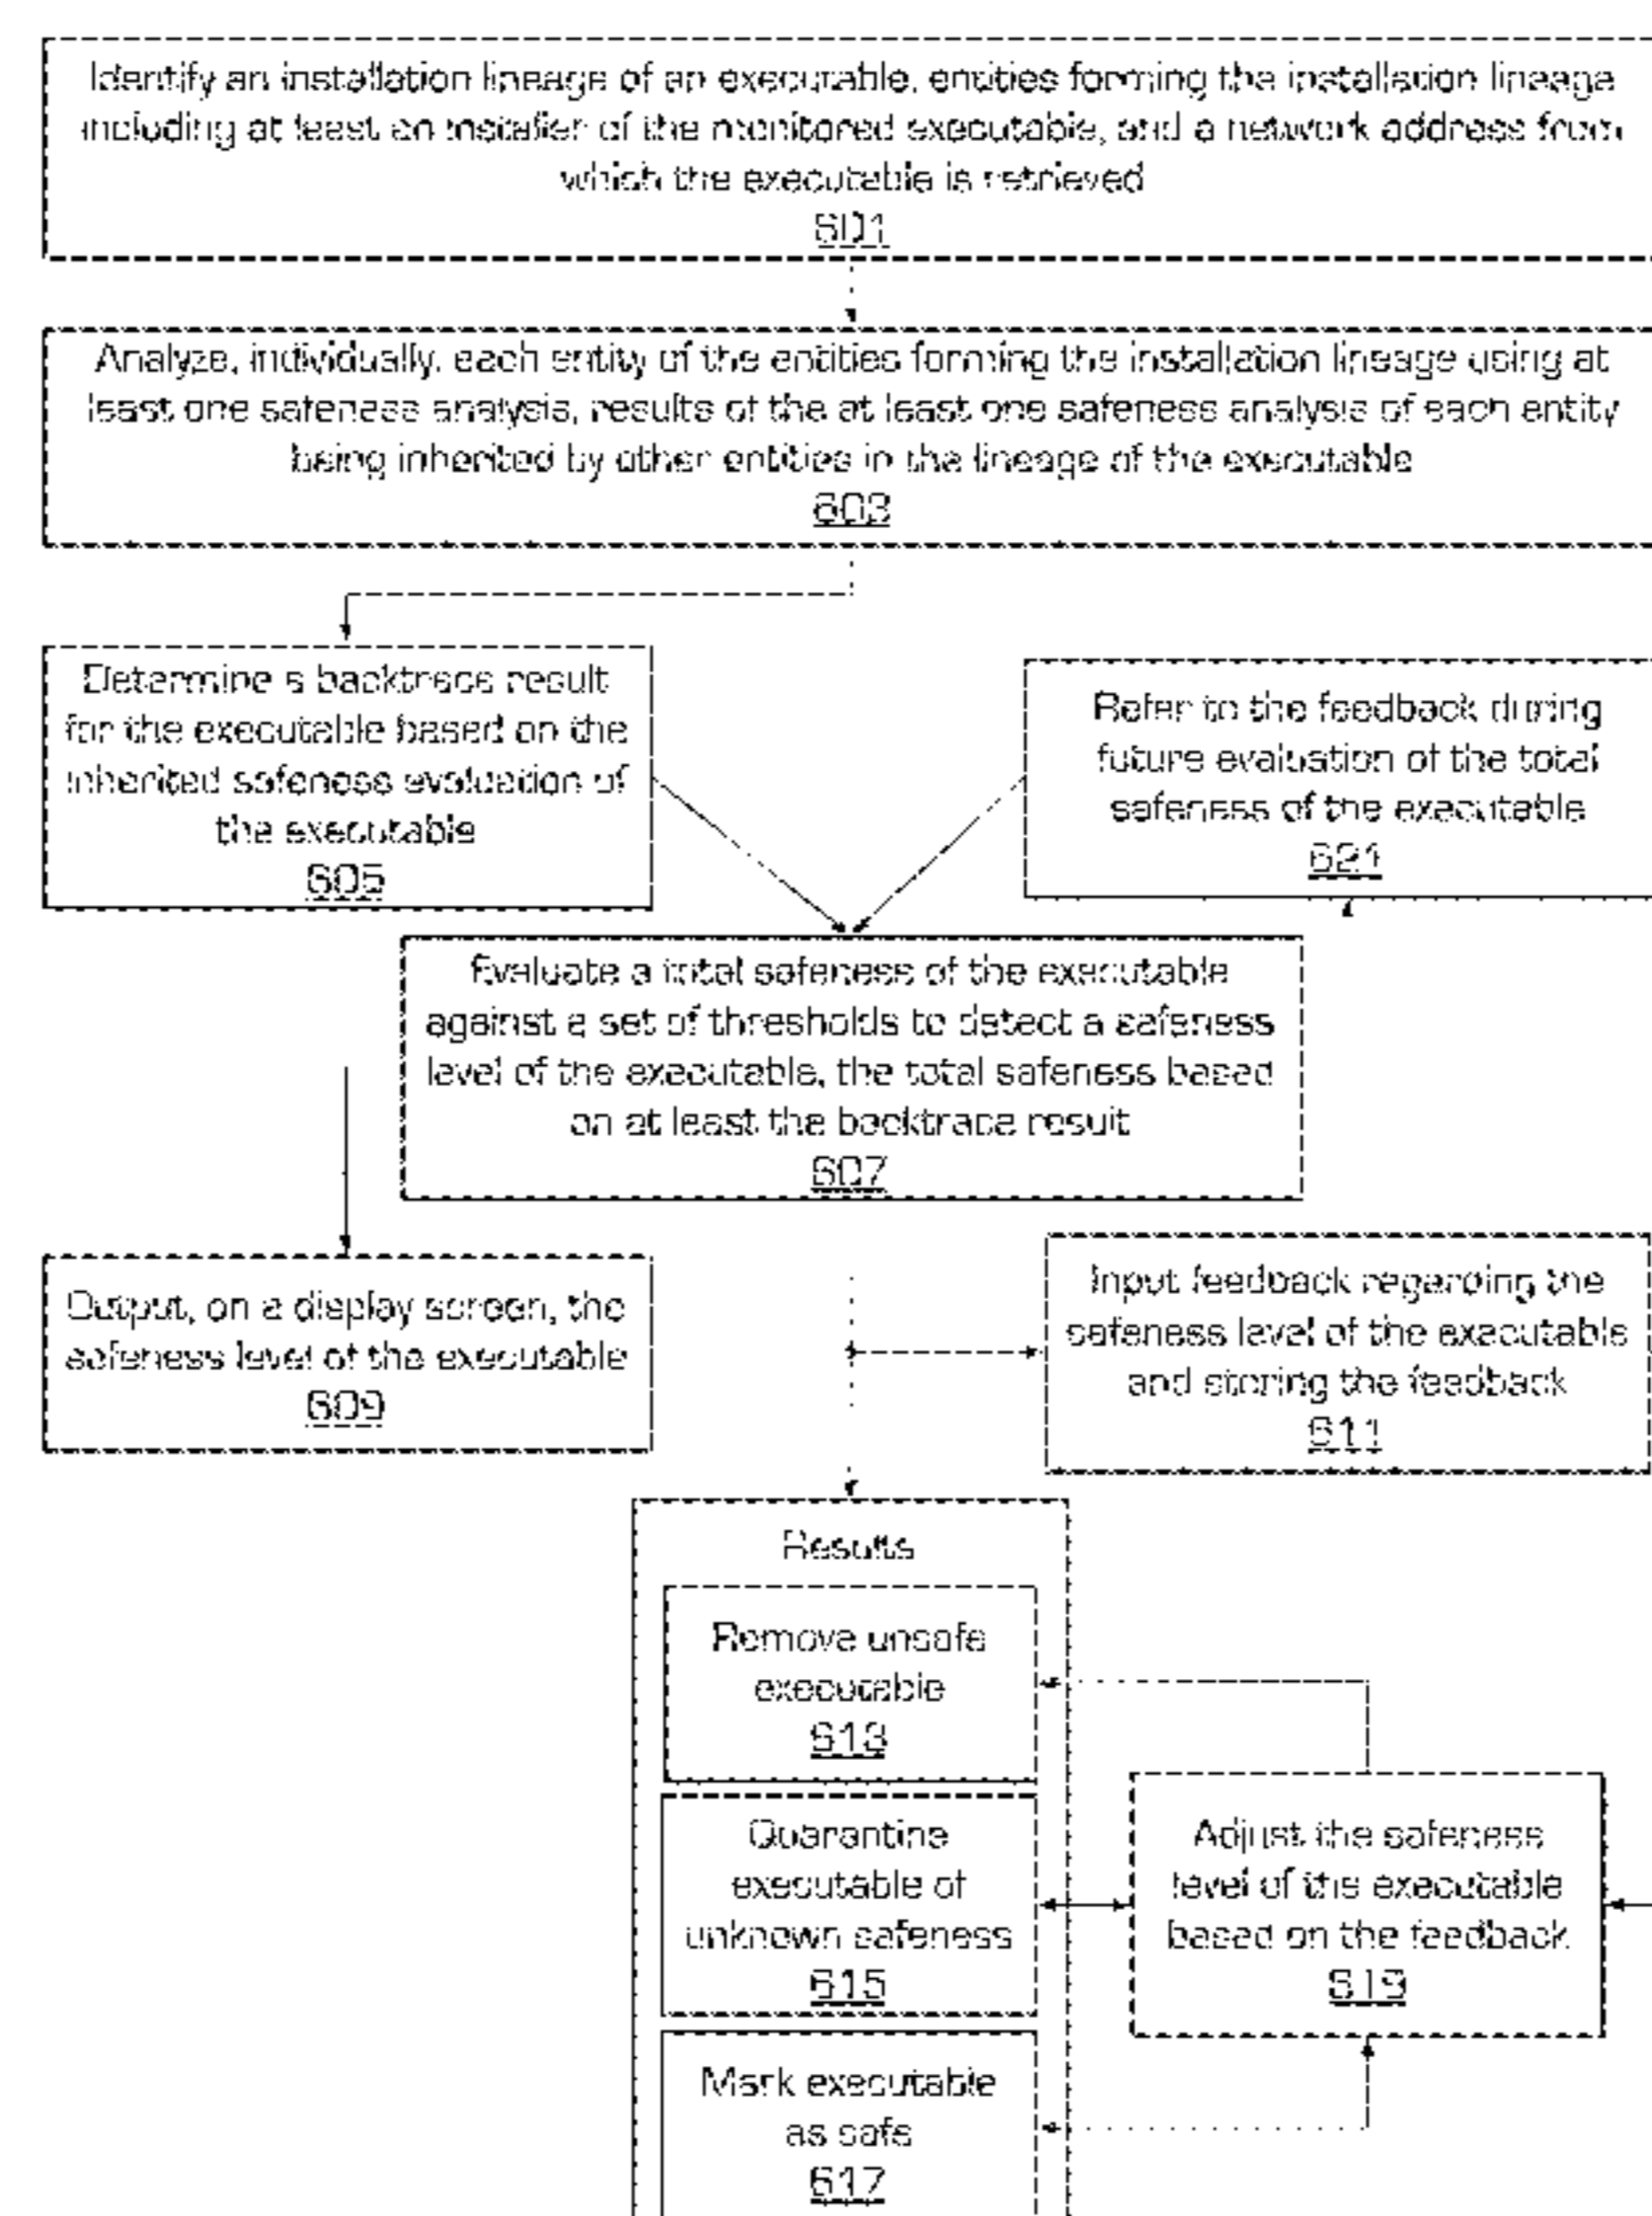 Identify an installation lineage of an executable, entities forming the installation lineage
including at least an installer of the monitored executable, and a network address from
which the executable is retrieved
601
Analyze, individually, each entity of the entities forming the installation lineage using at
least one safeness analysis, results of the at least one safeness analysis of each entity
being inherited by other entities in the lineage of the executable
603
Determine a backtrace result
for the executable based on the
inherited safeness evaluation of
the executable
605
Refer to the feedback during
future evaluation of the total
safeness of the executable
621
Evaluate a total safeness of the executable
against a set of thresholds to detect a safeness
level of the executable, the total safeness based
on at least the backtrace result
607
Output, on a display screen, the
safeness level of the executable
609
Input feedback regarding the
safeness level of the executable
and storing the feedback
611
Results
Remove unsafe
executable
613
Quarantine
executable of
unknown safeness
615
Adjust the safeness
level of the executable
based on the feedback
619
Mark executable
as safe
617